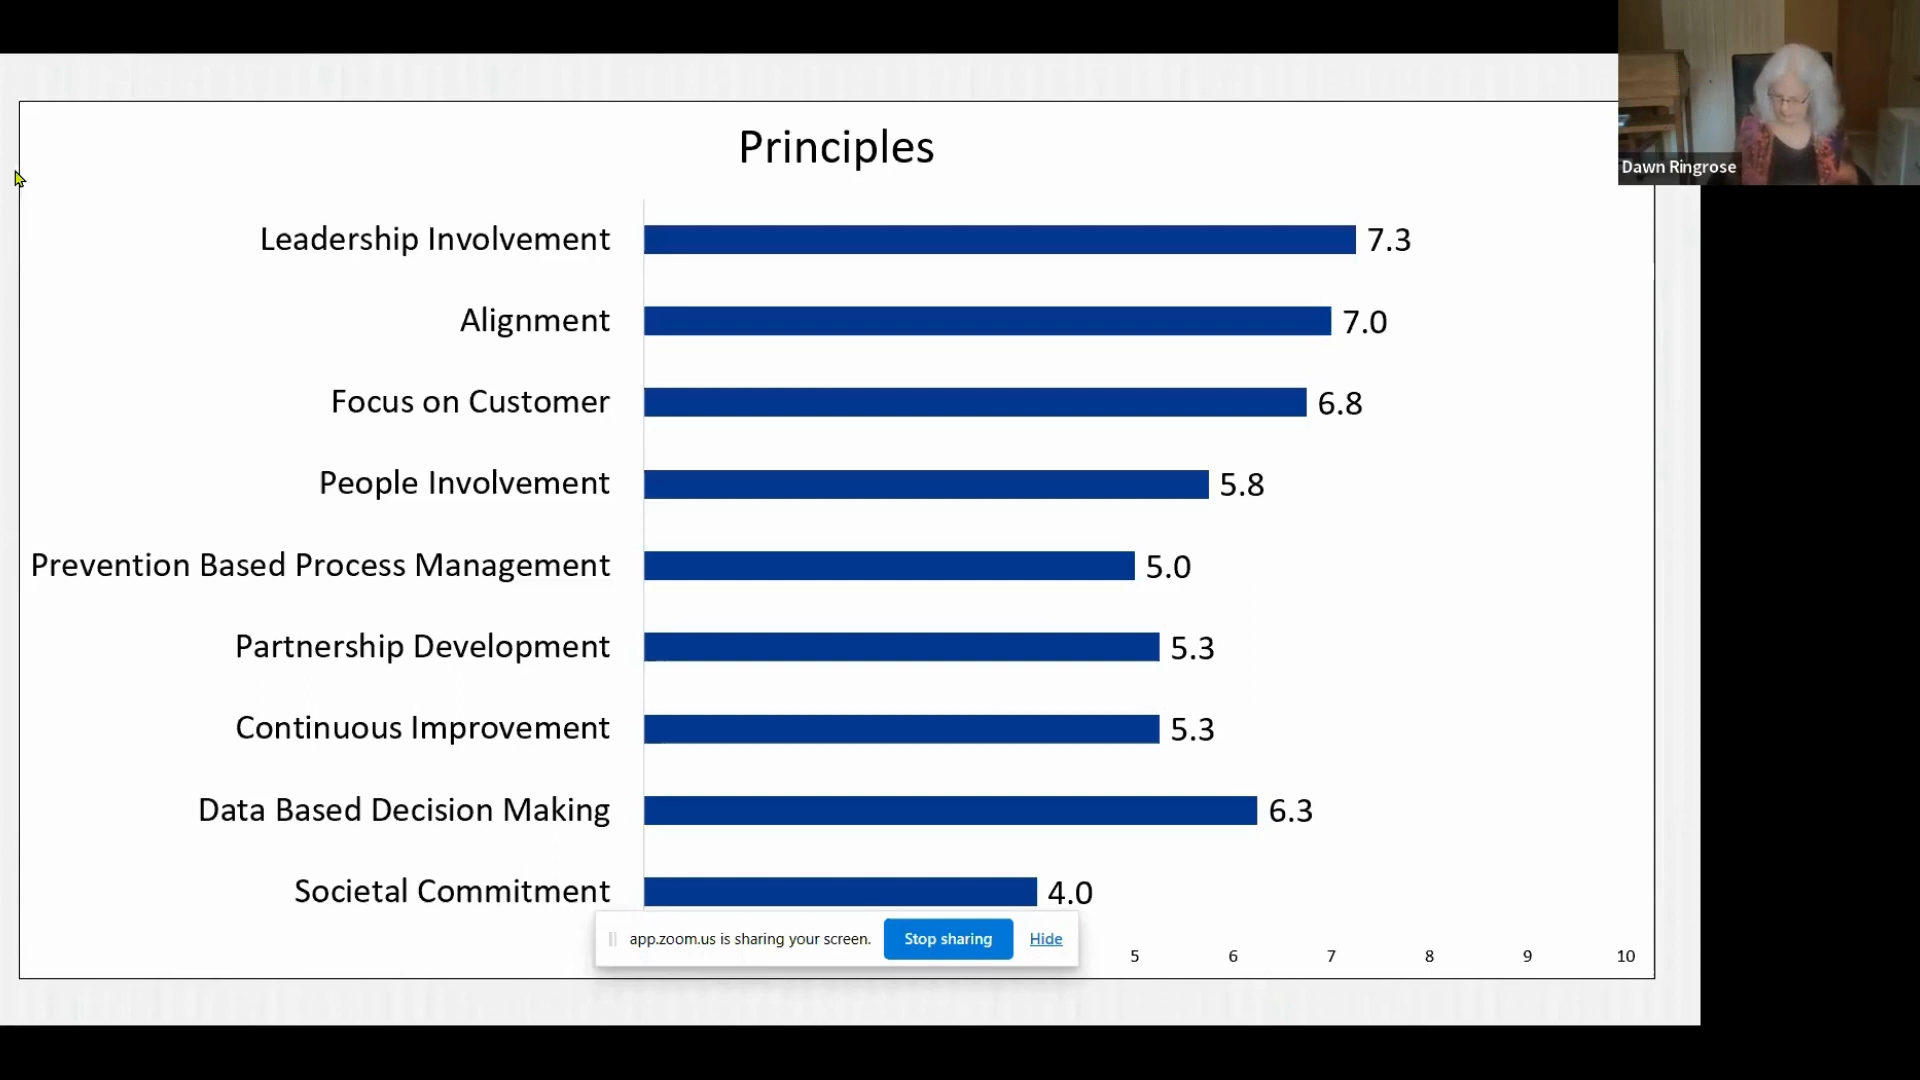 Principles
Dawn Ringrose
Leadership Involvement 7.3
Alignment 7.0
Focus on Customer 6.8
People Involvement 5.8
Prevention Based Process Management 5.0
Partnership Development 5.3
Continuous Improvement 5.3
Data Based Decision Making 6.3
Societal Commitment 4.0
app.zoom.us is sharing your screen. Stop sharing Hide
5 6 7 8 9 10